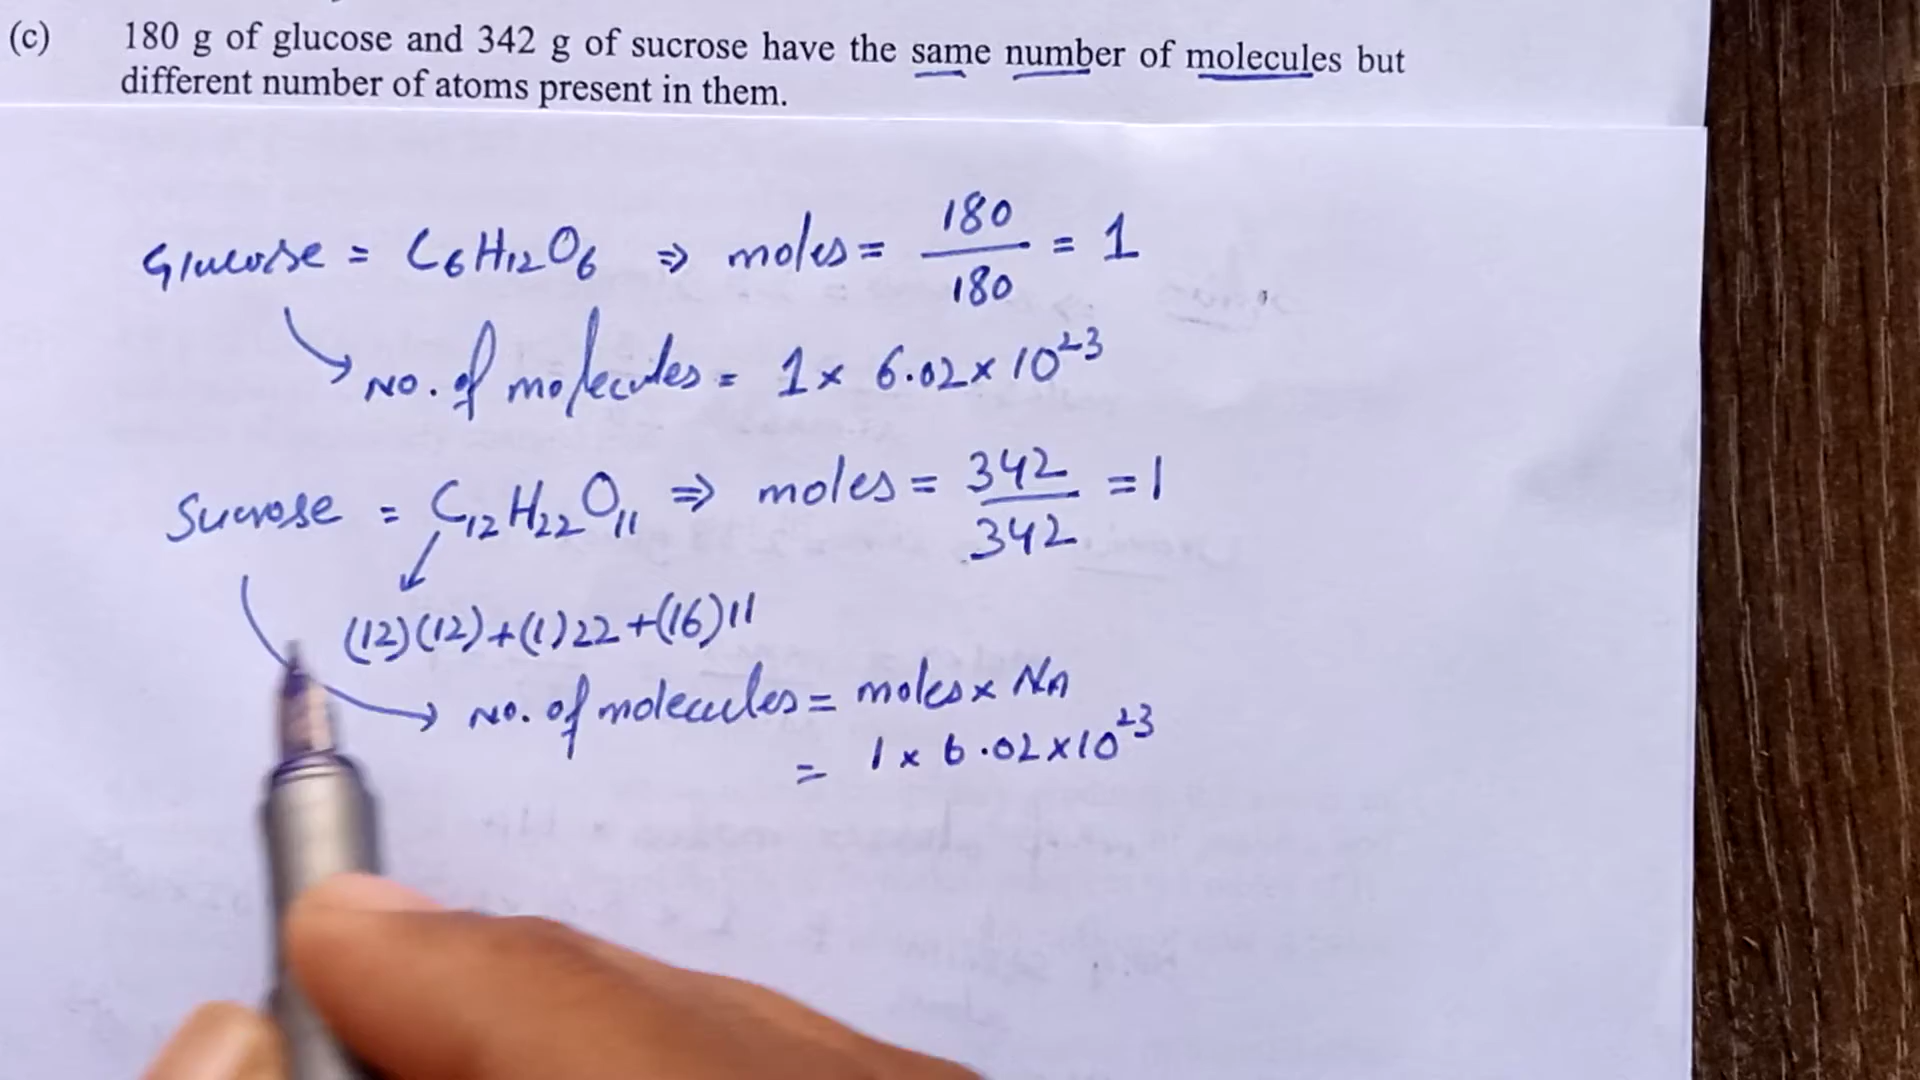 (c) 180 g of glucose and 342 g of sucrose have the same number of molecules but
different number of atoms present in them.
Glucose = C6H12O6 ⇒ moles = 180/180 = 1
→ No. of molecules = 1 × 6.02 × 10^23
Sucrose = C12H22O11 ⇒ moles = 342/342 = 1
(12)(12)+(1)22+(16)11
→ No. of molecules = moles × NA
= 1 × 6.02 × 10^23